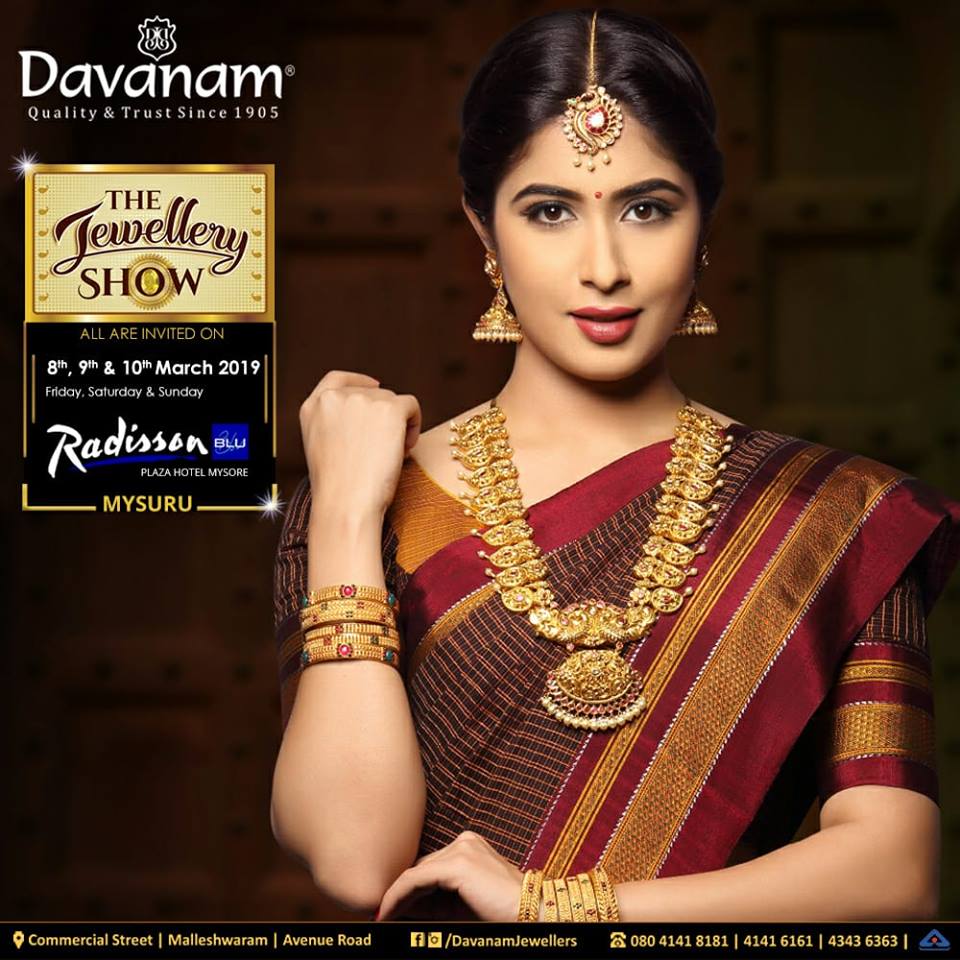 Davanam®
Quality & Trust Since 1905
THE
Jewellery
SHOW
ALL ARE INVITED ON
8th, 9th & 10th March 2019
Friday, Saturday & Sunday
Radisson BLU
PLAZA HOTEL MYSORE
MYSURU
Commercial Street | Malleshwaram | Avenue Road /DavanamJewellers 080 4141 8181 | 4141 6161 | 4343 6363 |